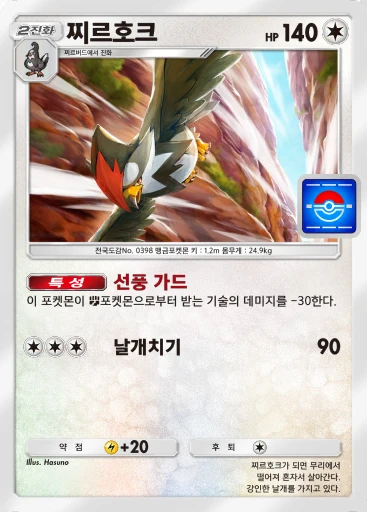 2진화
찌르호크
HP 140
찌르버드에서 진화
전국도감No. 0398 맹금포켓몬 키 : 1.2m 몸무게 : 24.9kg
특성 선풍 가드
이 포켓몬이 포켓몬으로부터 받는 기술의 데미지를 -30한다.
날개치기 90
약점 +20 후퇴
Illus. Hasuno
찌르호크가 되면 무리에서
떨어져 혼자서 살아간다.
강인한 날개를 가지고 있다.